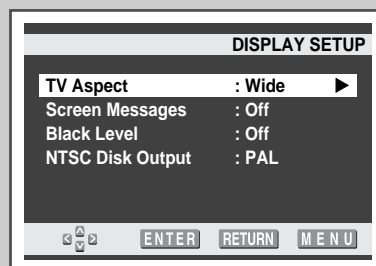 DISPLAY SETUP
TV Aspect : Wide
Screen Messages : Off
Black Level : Off
NTSC Disk Output : PAL
ENTER RETURN MENU